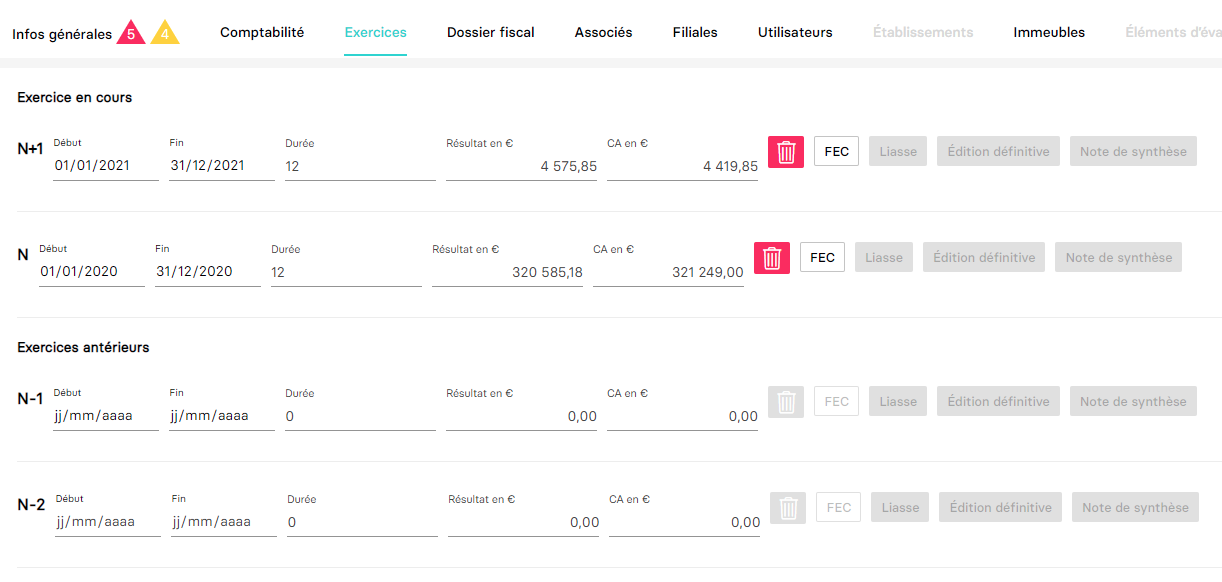 Infos générales 5 4 Comptabilité Exercices Dossier fiscal Associés Filiales Utilisateurs Établissements Immeubles Éléments d'éva
Exercice en cours
N+1 Début Fin Durée Résultat en € CA en €
01/01/2021 31/12/2021 12 4 575,85 4 419,85 FEC Liasse Édition définitive Note de synthèse
N Début Fin Durée Résultat en € CA en €
01/01/2020 31/12/2020 12 320 585,18 321 249,00 FEC Liasse Édition définitive Note de synthèse
Exercices antérieurs
N-1 Début Fin Durée Résultat en € CA en €
jj/mm/aaaa jj/mm/aaaa 0 0,00 0,00 FEC Liasse Édition définitive Note de synthèse
N-2 Début Fin Durée Résultat en € CA en €
jj/mm/aaaa jj/mm/aaaa 0 0,00 0,00 FEC Liasse Édition définitive Note de synthèse